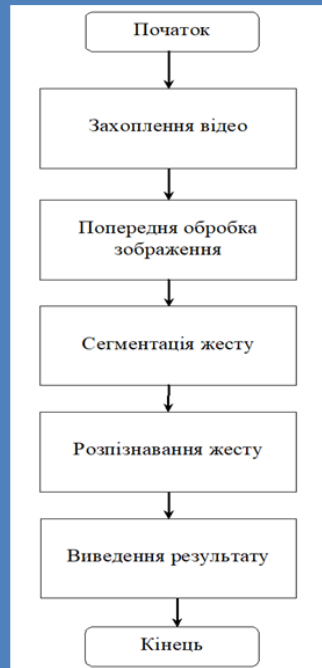 Початок
Захоплення відео
Попередня обробка
зображення
Сегментація жесту
Розпізнавання жесту
Виведення результату
Кінець